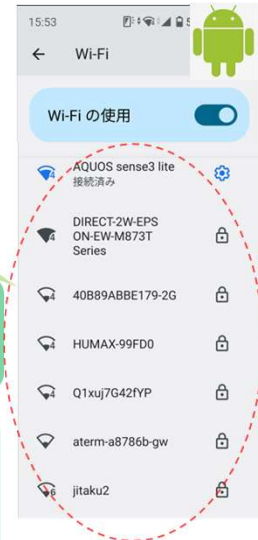 15:53
Wi-Fi
Wi-Fi の使用
AQUOS sense3 lite
接続済み
DIRECT-2W-EPS
ON-EW-M873T
Series
40B89ABBE179-2G
HUMAX-99FD0
Q1xuj7G42fYP
aterm-a8786b-gw
jitaku2